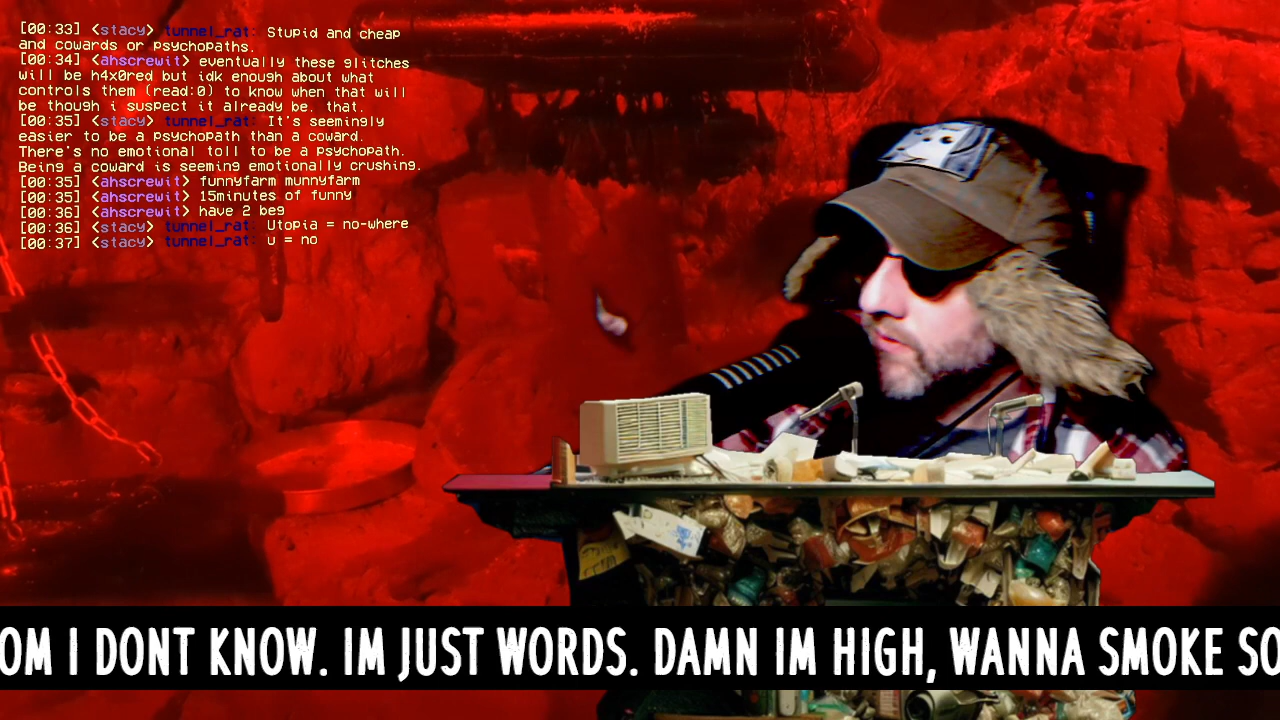 [00:33] <stacy> tunnel_rat: Stupid and cheap
and cowards or psychopaths.
[00:34] <ahscrewit> eventually these glitches
will be h4x0red but idk enough about what
controls them (read:0) to know when that will
be though i suspect it already be. that.
[00:35] <stacy> tunnel_rat: It's seemingly
easier to be a psychopath than a coward.
There's no emotional toll to be a psychopath.
Being a coward is seeming emotionally crushing.
[00:35] <ahscrewit> funnyfarm munnyfarm
[00:35] <ahscrewit> 15minutes of funny
[00:36] <ahscrewit> have 2 beg
[00:36] <stacy> tunnel_rat: Utopia = no-where
[00:37] <stacy> tunnel_rat: u = no
OM I DONT KNOW. IM JUST WORDS. DAMN IM HIGH, WANNA SMOKE SO